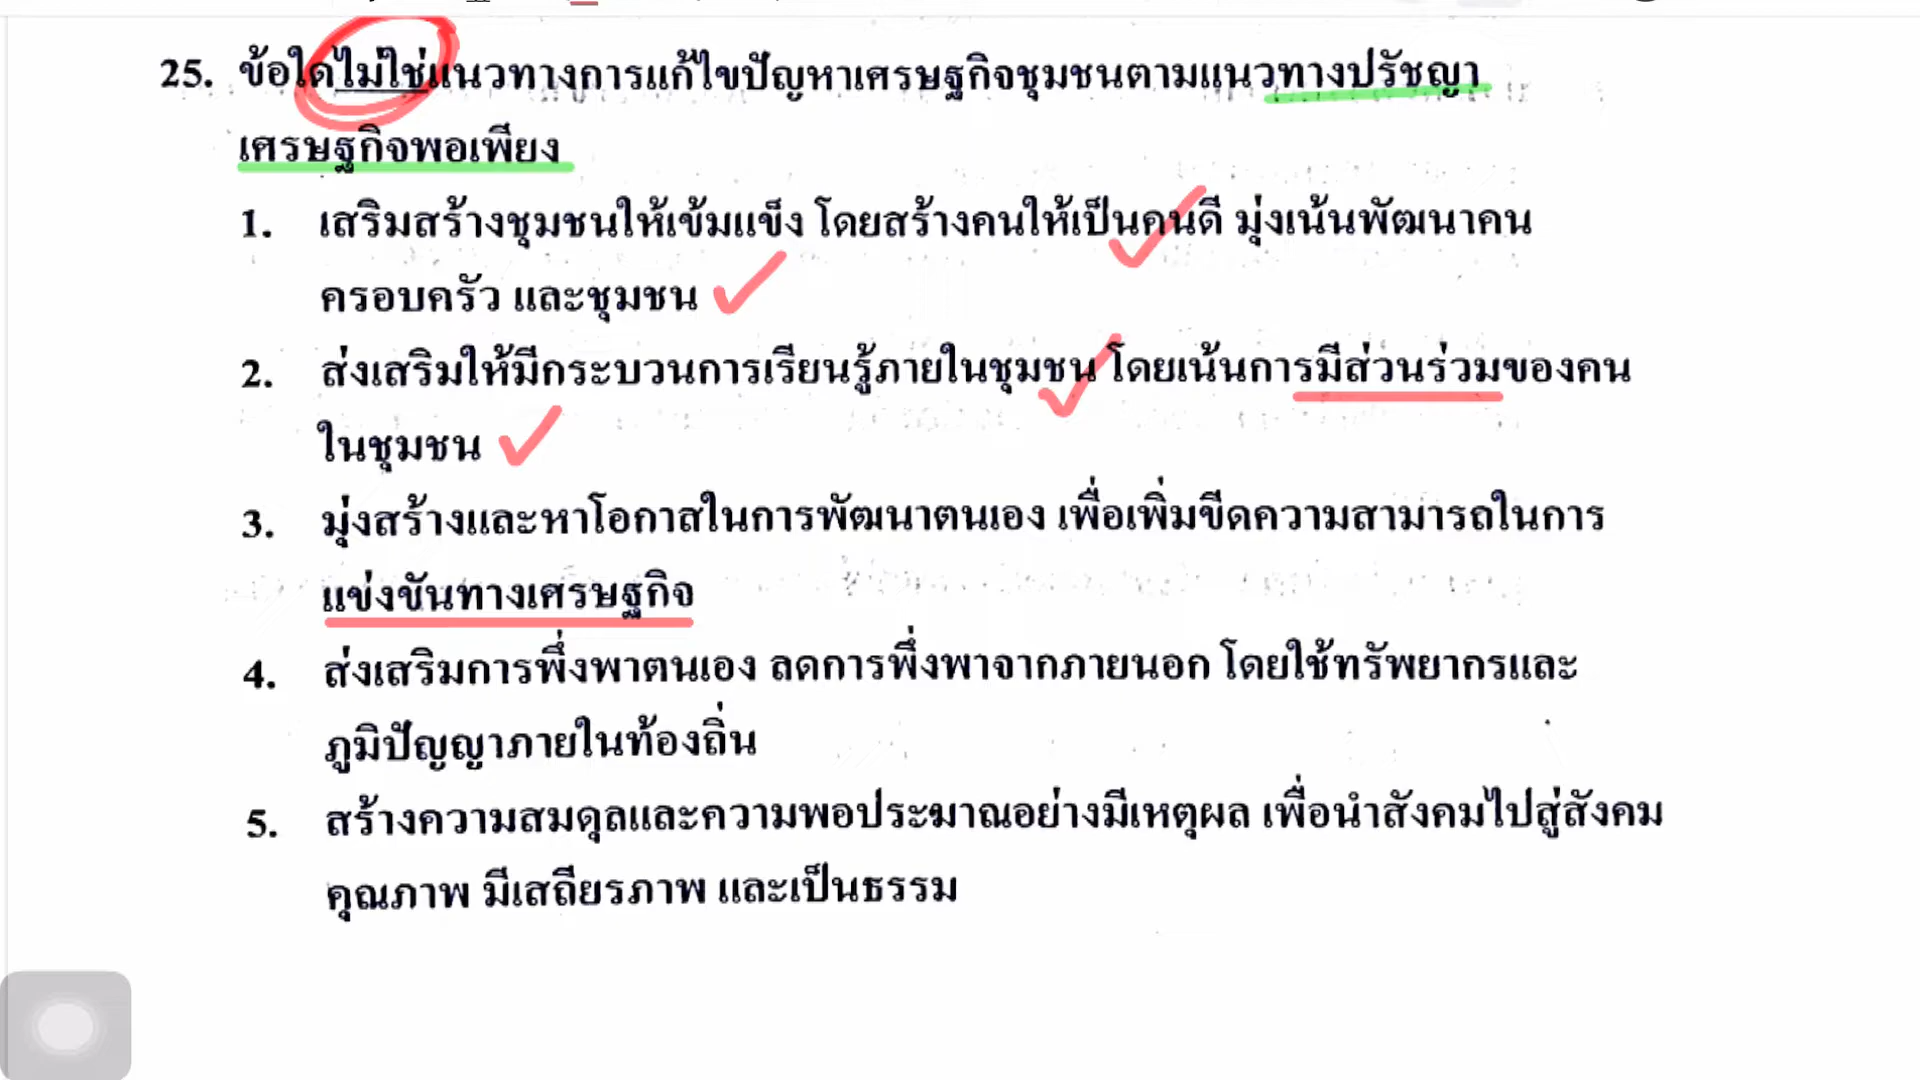 25. ข้อใดไม่ใช่แนวทางการแก้ไขปัญหาเศรษฐกิจชุมชนตามแนวทางปรัชญา
เศรษฐกิจพอเพียง
1. เสริมสร้างชุมชนให้เข้มแข็ง โดยสร้างคนให้เป็นคนดี มุ่งเน้นพัฒนาคน
ครอบครัว และชุมชน
2. ส่งเสริมให้มีกระบวนการเรียนรู้ภายในชุมชน โดยเน้นการมีส่วนร่วมของคน
ในชุมชน
3. มุ่งสร้างและหาโอกาสในการพัฒนาตนเอง เพื่อเพิ่มขีดความสามารถในการ
แข่งขันทางเศรษฐกิจ
4. ส่งเสริมการพึ่งพาตนเอง ลดการพึ่งพาจากภายนอก โดยใช้ทรัพยากรและ
ภูมิปัญญาภายในท้องถิ่น
5. สร้างความสมดุลและความพอประมาณอย่างมีเหตุผล เพื่อนำสังคมไปสู่สังคม
คุณภาพ มีเสถียรภาพ และเป็นธรรม